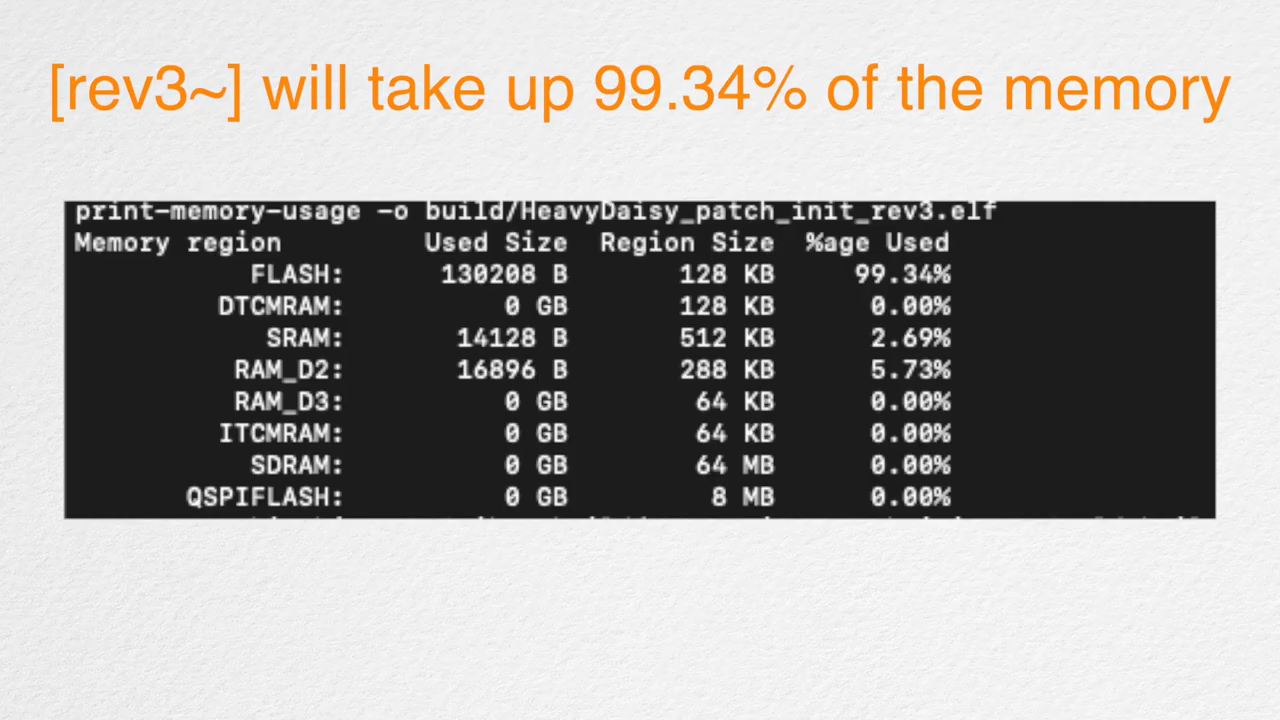 [rev3~] will take up 99.34% of the memory
print-memory-usage -o build/HeavyDaisy_patch_init_rev3.elf
Memory region Used Size Region Size %age Used
FLASH: 130208 B 128 KB 99.34%
DTCMRAM: 0 GB 128 KB 0.00%
SRAM: 14128 B 512 KB 2.69%
RAM_D2: 16896 B 288 KB 5.73%
RAM_D3: 0 GB 64 KB 0.00%
ITCMRAM: 0 GB 64 KB 0.00%
SDRAM: 0 GB 64 MB 0.00%
QSPIFLASH: 0 GB 8 MB 0.00%